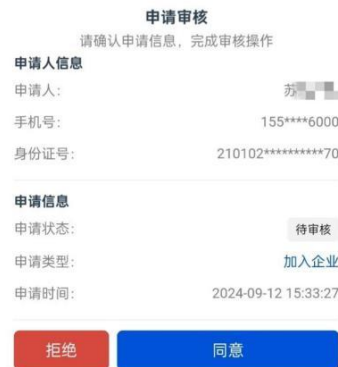 申请审核
请确认申请信息，完成审核操作
申请人信息
申请人： 苏
手机号： 155****6000
身份证号： 210102**********70
申请信息
申请状态： 待审核
申请类型： 加入企业
申请时间： 2024-09-12 15:33:27
拒绝 同意